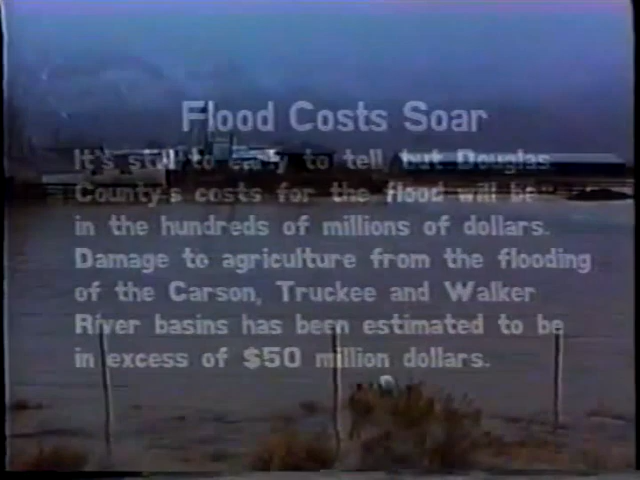 Flood Costs Soar
It's still to early to tell, but Douglas
County's costs for the flood will be
in the hundreds of millions of dollars.
Damage to agriculture from the flooding
of the Carson, Truckee and Walker
River basins has been estimated to be
in excess of $50 million dollars.